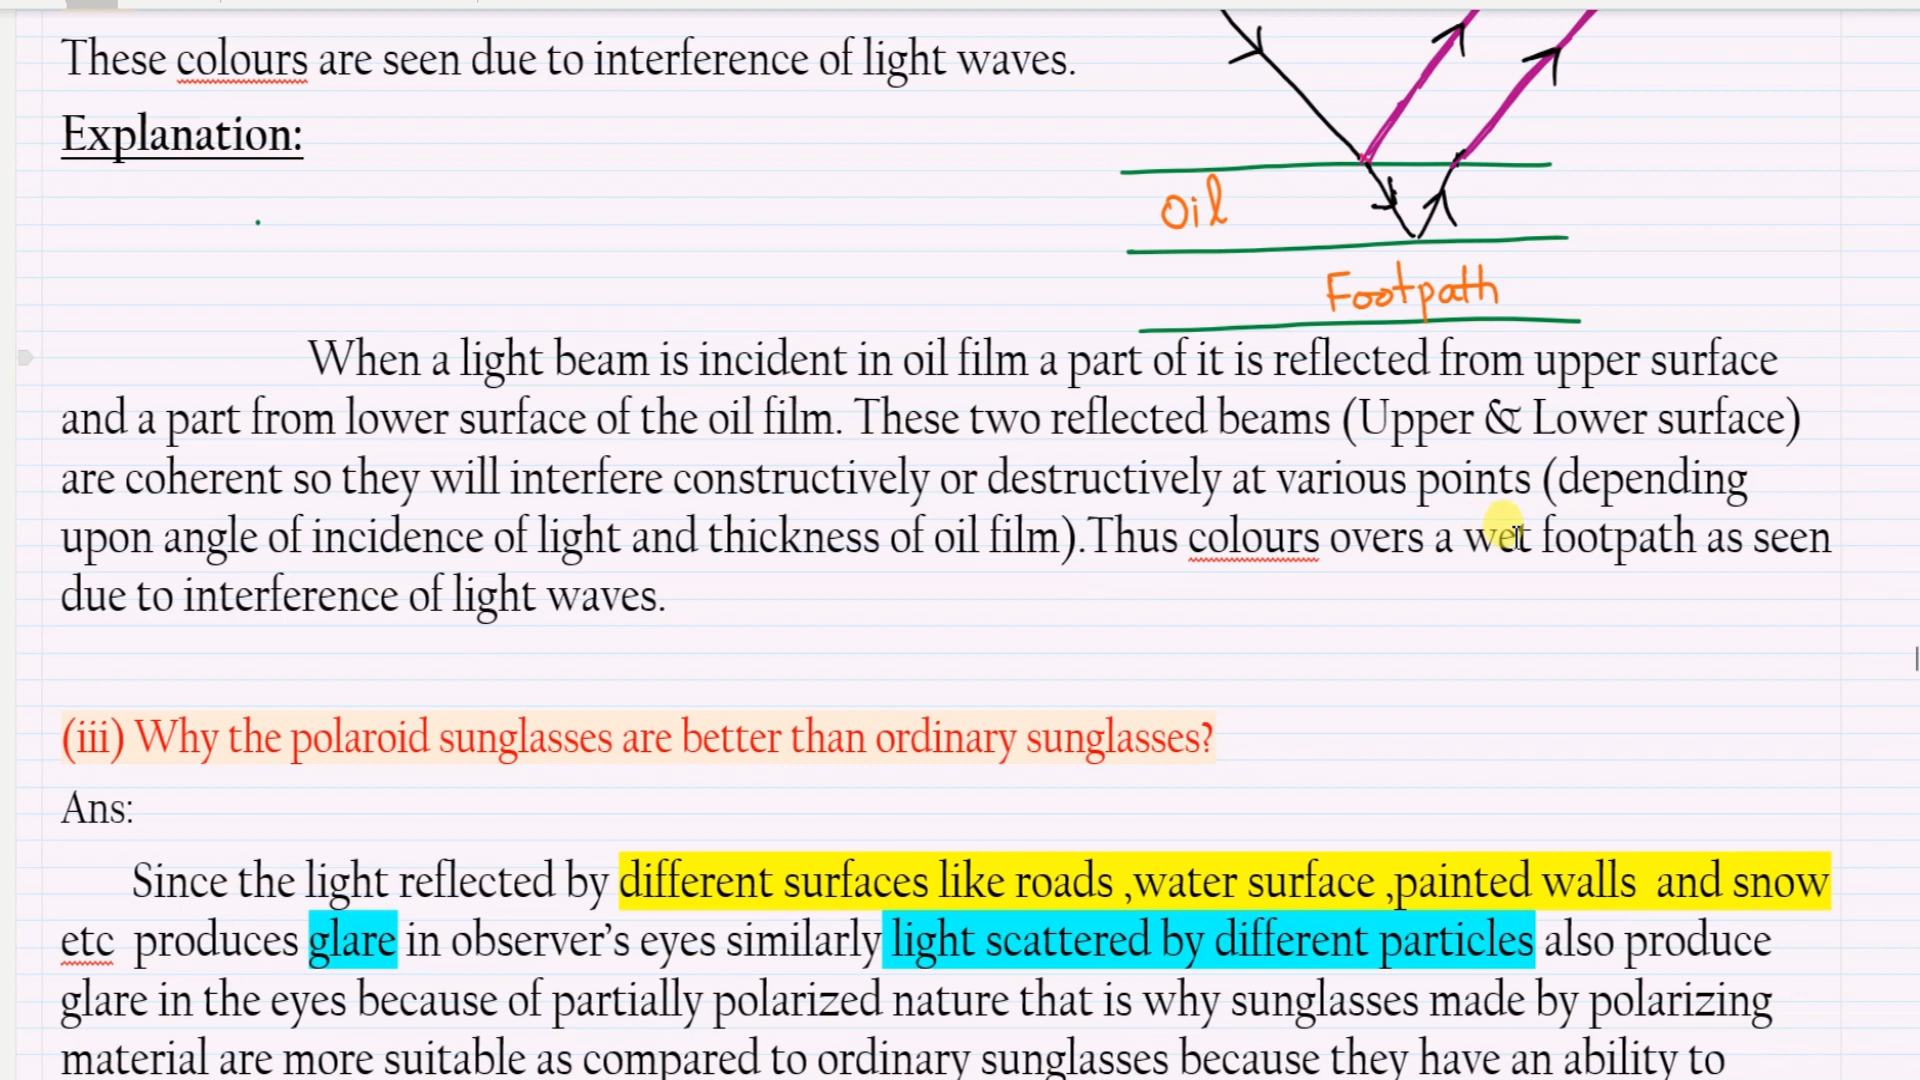 These colours are seen due to interference of light waves.
Explanation:
Oil
Footpath
When a light beam is incident in oil film a part of it is reflected from upper surface
and a part from lower surface of the oil film. These two reflected beams (Upper & Lower surface)
are coherent so they will interfere constructively or destructively at various points (depending
upon angle of incidence of light and thickness of oil film).Thus colours overs a wet footpath as seen
due to interference of light waves.
(iii) Why the polaroid sunglasses are better than ordinary sunglasses?
Ans:
Since the light reflected by different surfaces like roads ,water surface ,painted walls and snow
etc produces glare in observer’s eyes similarly light scattered by different particles also produce
glare in the eyes because of partially polarized nature that is why sunglasses made by polarizing
material are more suitable as compared to ordinary sunglasses because they have an ability to